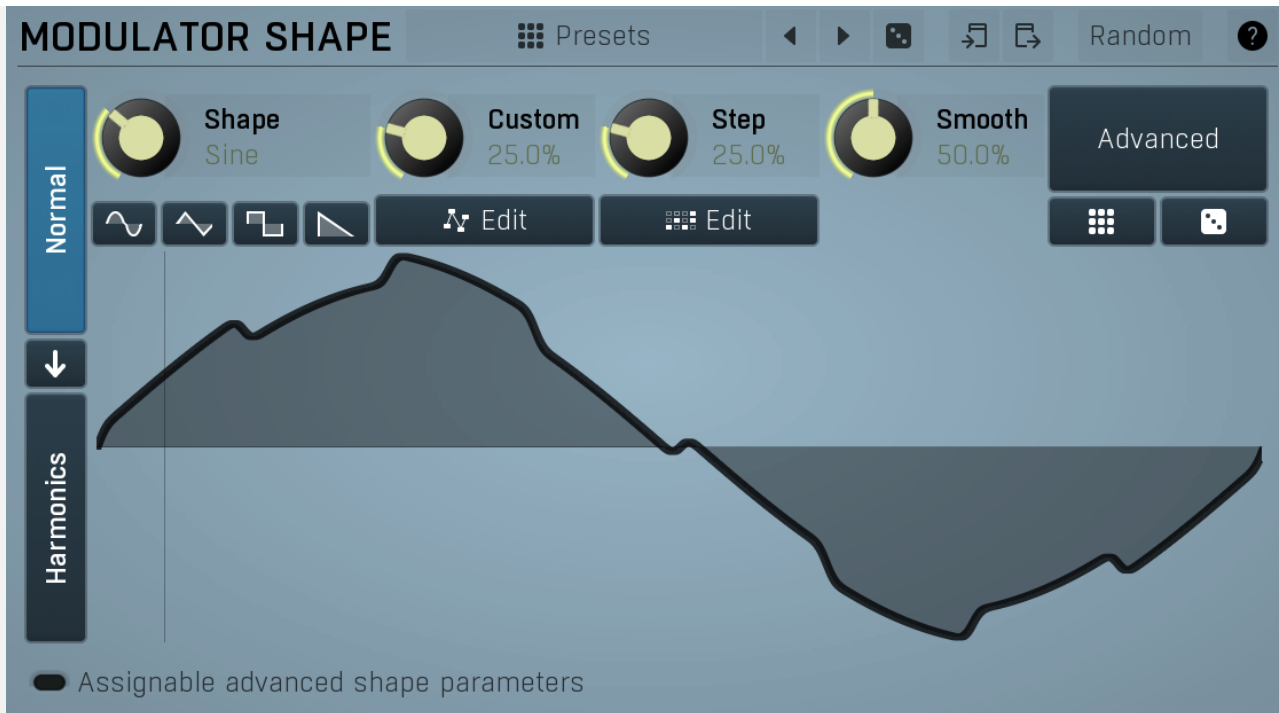 MODULATOR SHAPE Presets Random ?
Shape Custom Step Smooth
Sine 25.0% 25.0% 50.0%
Advanced
Normal
Edit Edit
Harmonics
Assignable advanced shape parameters